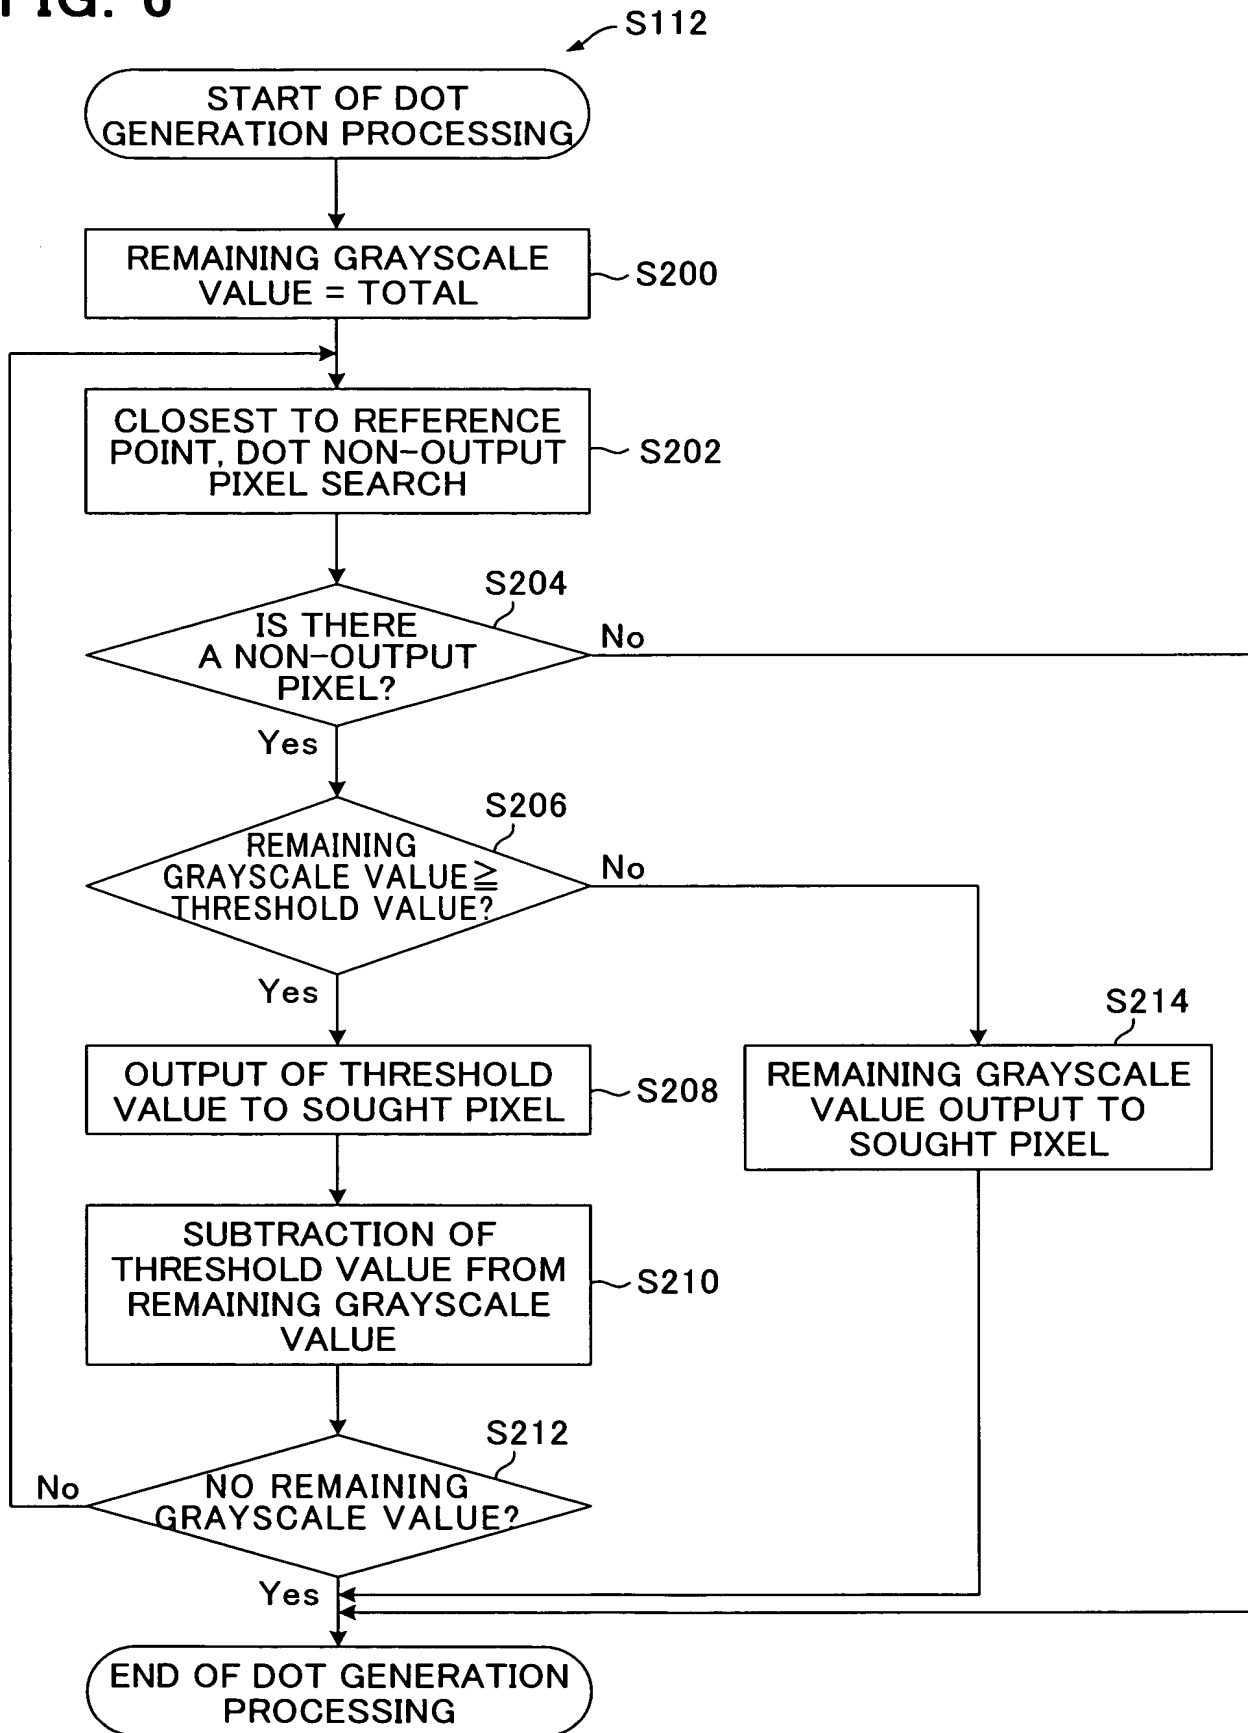 FIG. 6
S112
START OF DOT
GENERATION PROCESSING
REMAINING GRAYSCALE
VALUE = TOTAL
S200
CLOSEST TO REFERENCE
POINT, DOT NON-OUTPUT
PIXEL SEARCH
S202
S204
IS THERE
A NON-OUTPUT
PIXEL?
No
Yes
S206
REMAINING
GRAYSCALE VALUE≧
THRESHOLD VALUE?
No
Yes
S214
OUTPUT OF THRESHOLD
VALUE TO SOUGHT PIXEL
S208
REMAINING GRAYSCALE
VALUE OUTPUT TO
SOUGHT PIXEL
SUBTRACTION OF
THRESHOLD VALUE FROM
REMAINING GRAYSCALE
VALUE
S210
S212
NO REMAINING
GRAYSCALE VALUE?
No
Yes
END OF DOT GENERATION
PROCESSING